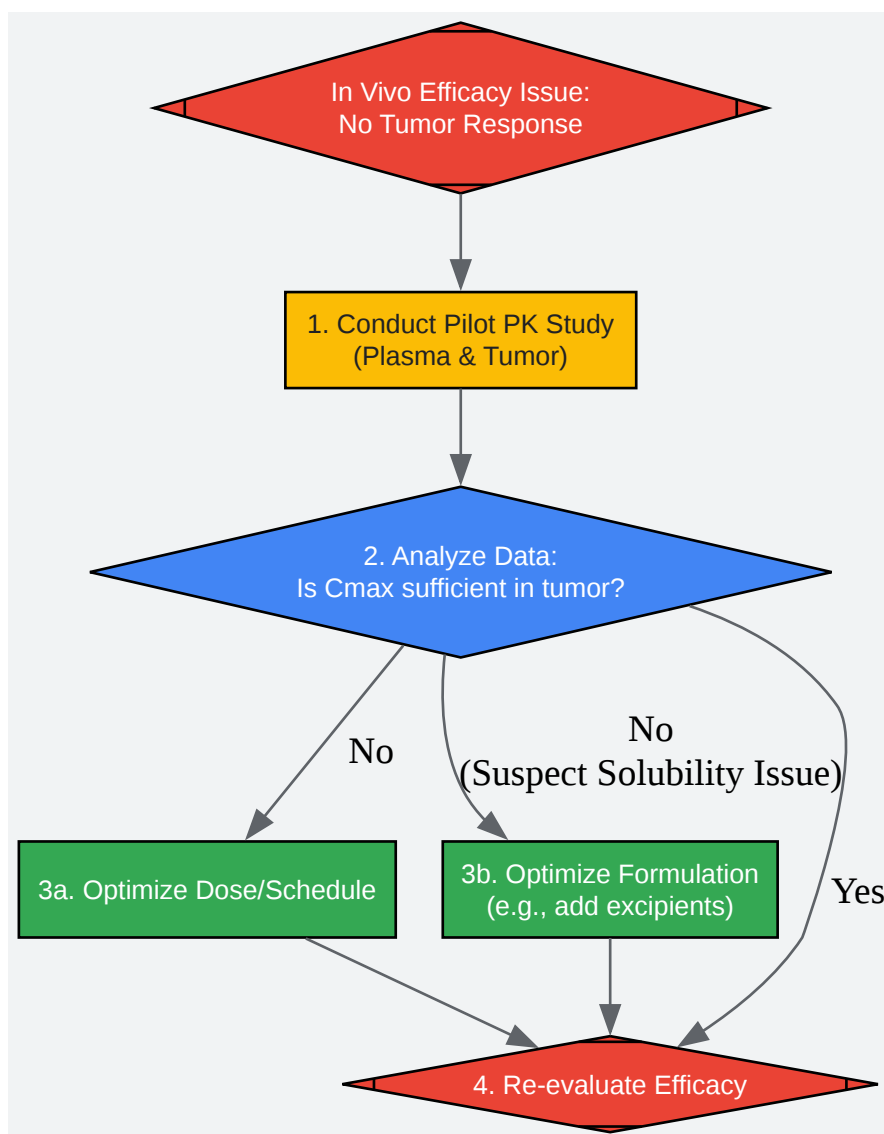 In Vivo Efficacy Issue:
No Tumor Response
1. Conduct Pilot PK Study
(Plasma & Tumor)
2. Analyze Data:
Is Cmax sufficient in tumor?
No
No
(Suspect Solubility Issue)
3a. Optimize Dose/Schedule
3b. Optimize Formulation
(e.g., add excipients)
Yes
4. Re-evaluate Efficacy